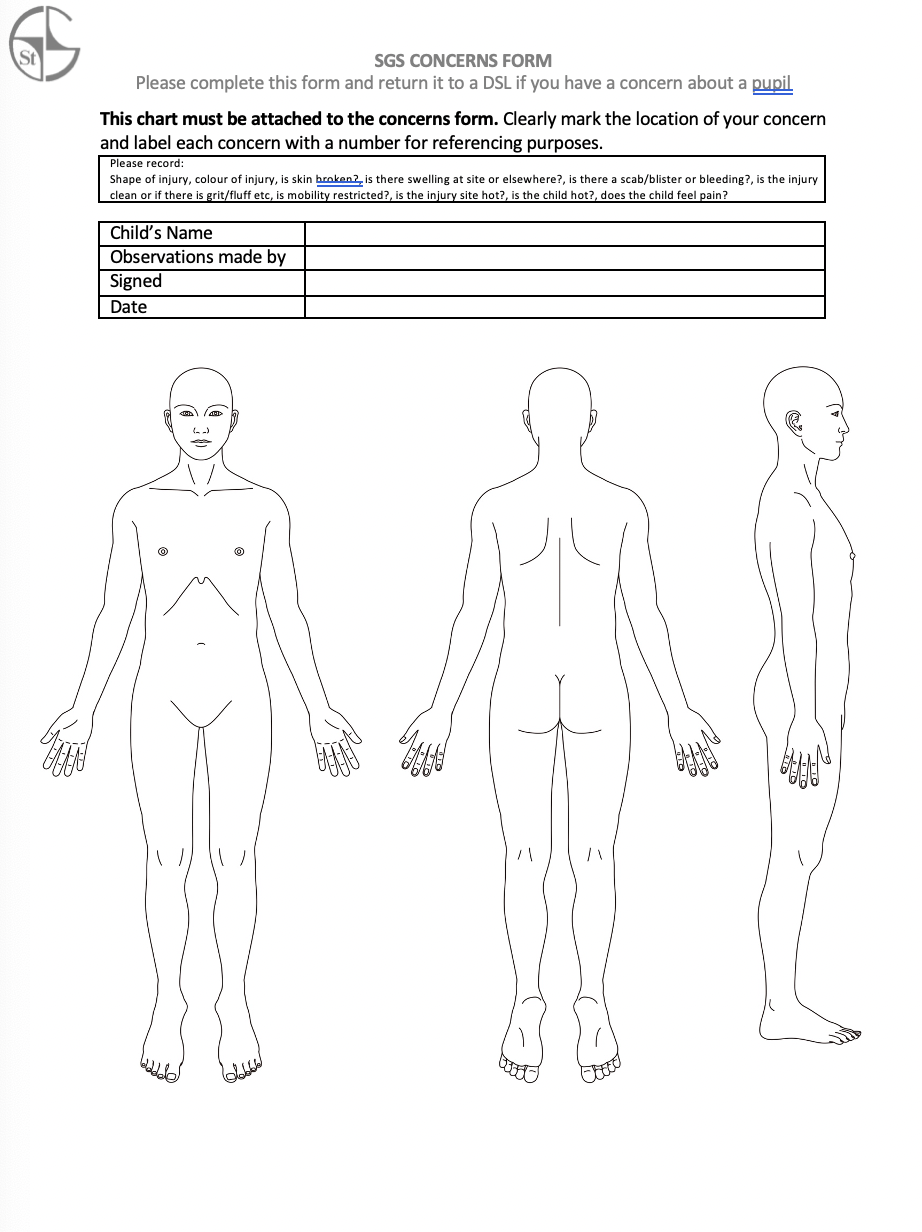 St
SGS CONCERNS FORM
Please complete this form and return it to a DSL if you have a concern about a pupil
This chart must be attached to the concerns form. Clearly mark the location of your concern
and label each concern with a number for referencing purposes.
Please record:
Shape of injury, colour of injury, is skin broken?, is there swelling at site or elsewhere?, is there a scab/blister or bleeding?, is the injury
clean or if there is grit/fluff etc, is mobility restricted?, is the injury site hot?, is the child hot?, does the child feel pain?
Child’s Name
Observations made by
Signed
Date